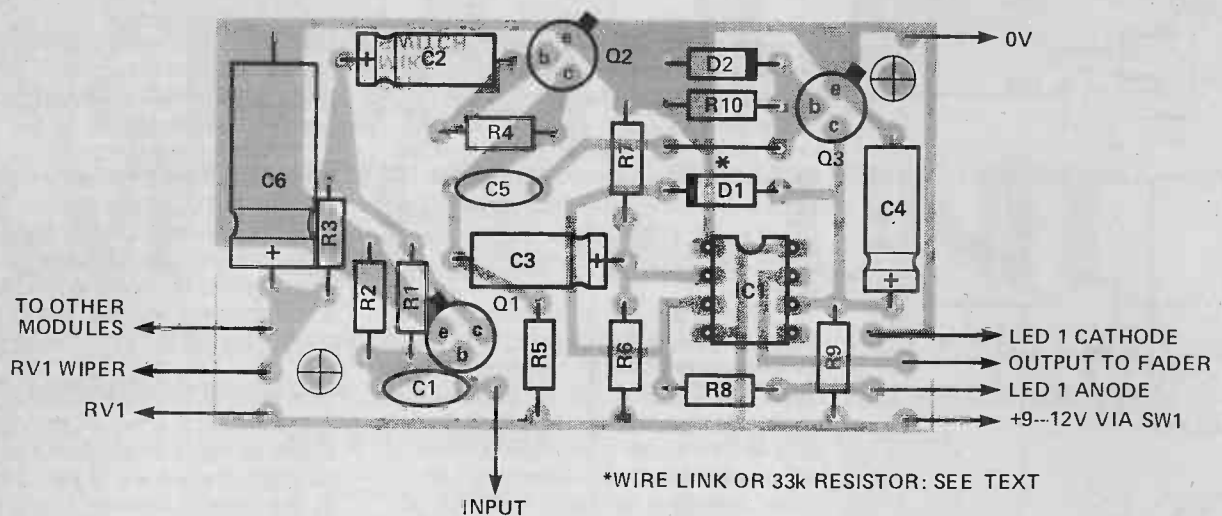 C2
e
b
c
Q2
D2
R10
e
b
c
Q3
0V
R4
R7
*
C6
C5
D1
C4
R3
C3
+
+
+
+
IC1
R2
R1
Q1
e
c
b
R5
R6
R9
R8
C1
TO OTHER
MODULES
RV1 WIPER
RV1
LED 1 CATHODE
OUTPUT TO FADER
LED 1 ANODE
+9---12V VIA SW1
INPUT
*WIRE LINK OR 33k RESISTOR: SEE TEXT